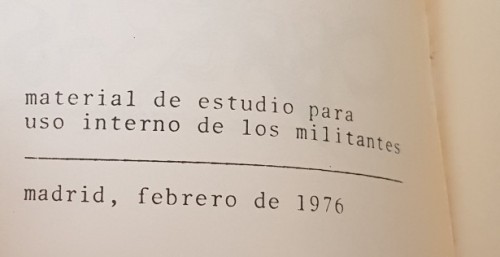 material de estudio para
uso interno de los militantes
madrid, febrero de 1976